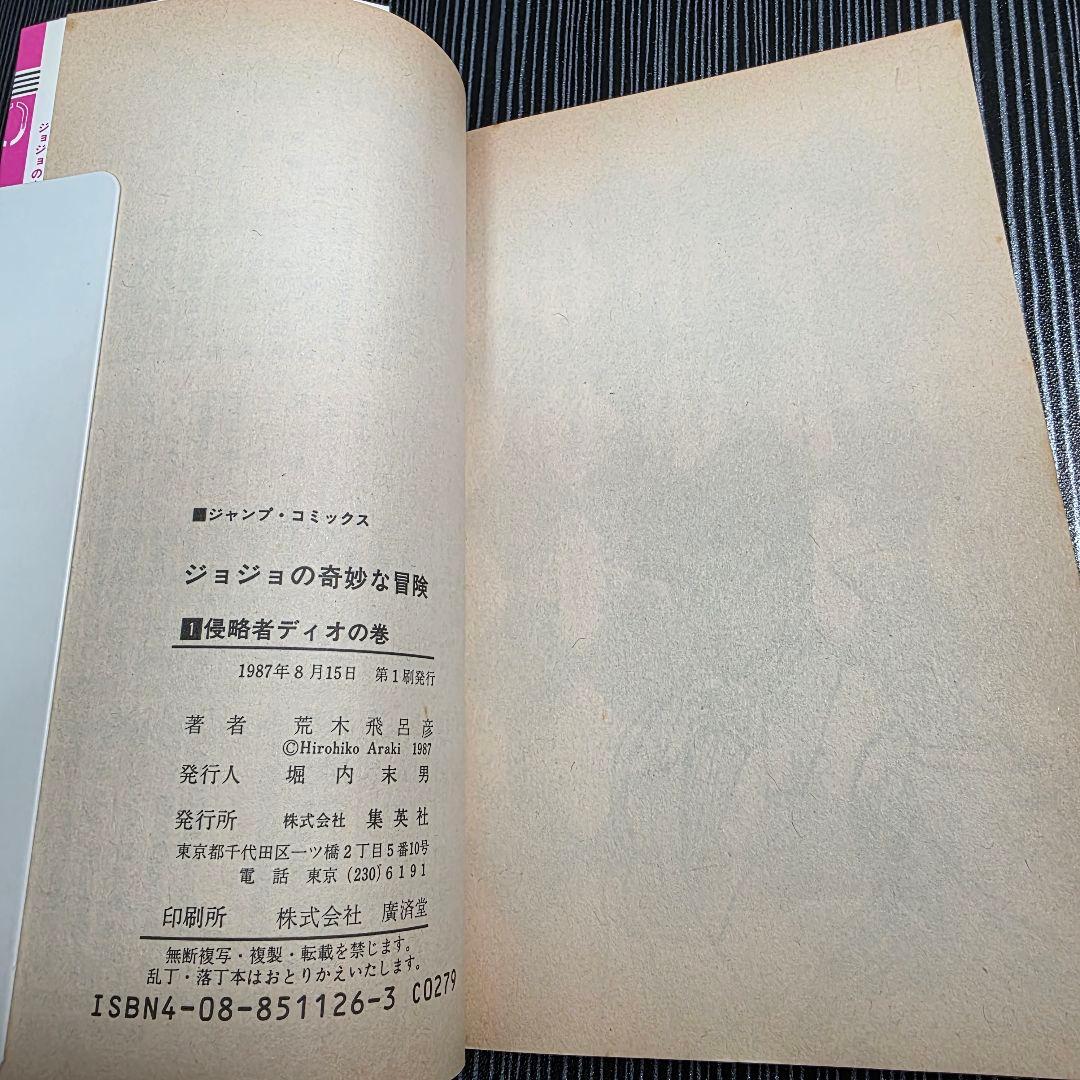 ジョジョの
■ジャンプ・コミックス
ジョジョの奇妙な冒険
1侵略者ディオの巻
1987年8月15日 第1刷発行
著者 荒木飛呂彦
©Hirohiko Araki 1987
発行人 堀内末男
発行所 株式会社 集英社
東京都千代田区一ツ橋2丁目5番10号
電話 東京 (230) 6191
印刷所 株式会社 廣済堂
無断複写・複製・転載を禁じます。
乱丁・落丁本はおとりかえいたします。
ISBN4-08-851126-3 C0279